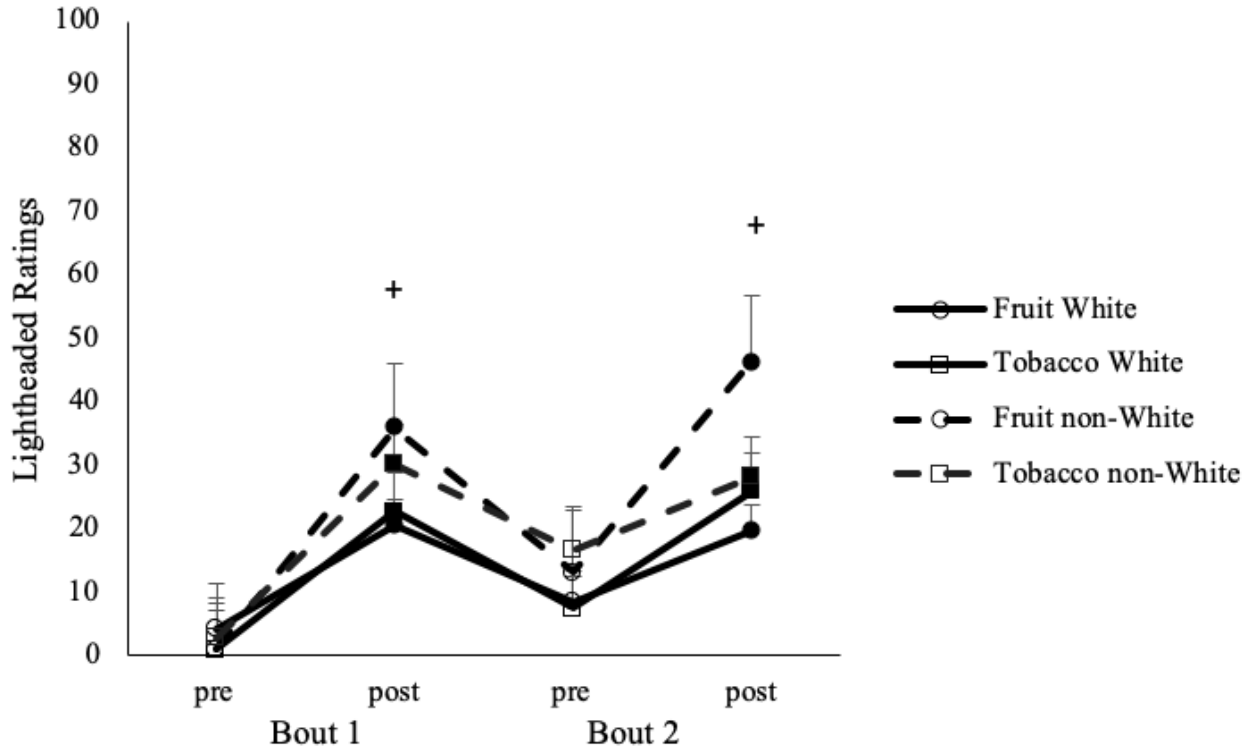 100
90
80
70
60
50
40
30
20
10
0
Lightheaded Ratings
+
+
pre post pre post
Bout 1 Bout 2
Fruit White
Tobacco White
Fruit non-White
Tobacco non-White